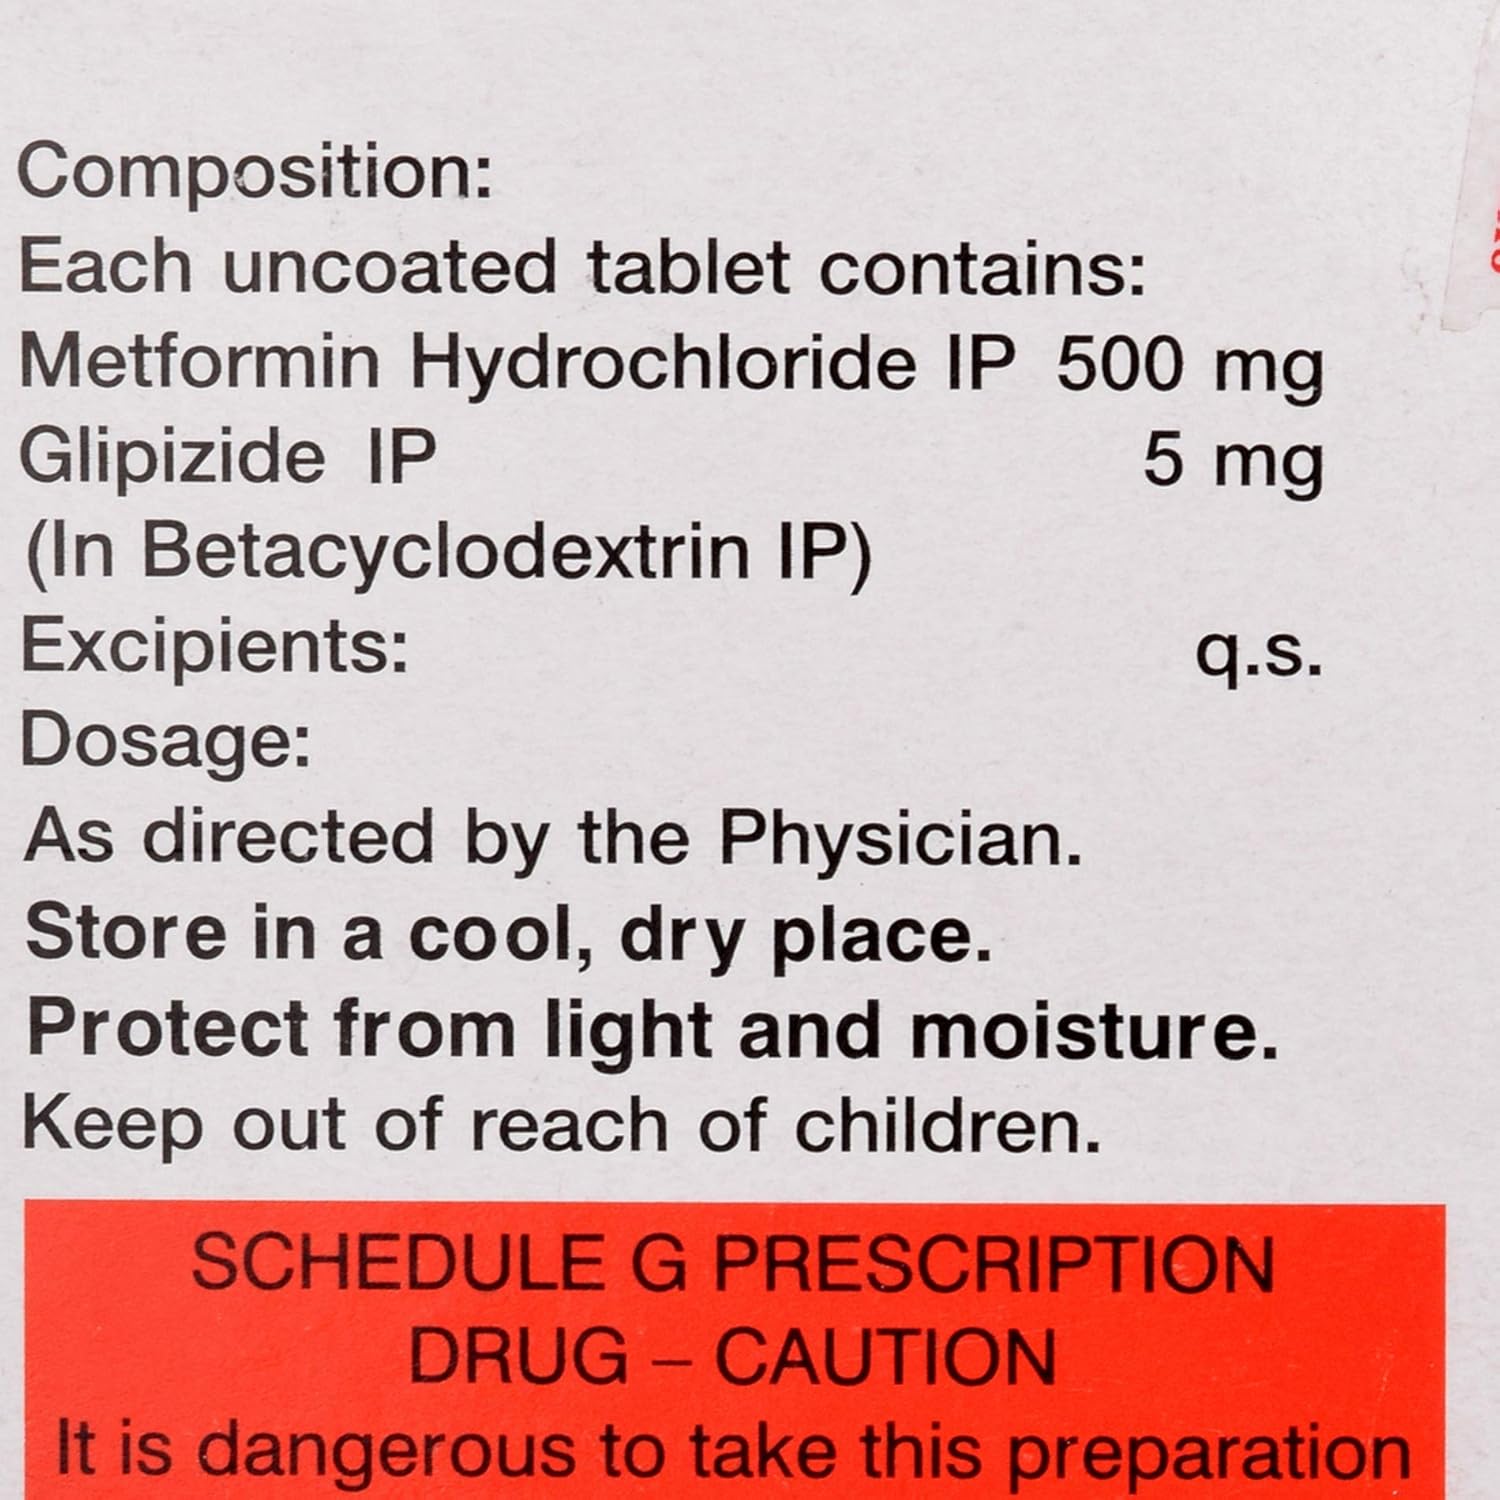 Composition:
Each uncoated tablet contains:
Metformin Hydrochloride IP 500 mg
Glipizide IP 5 mg
(In Betacyclodextrin IP)
Excipients: q.s.
Dosage:
As directed by the Physician.
Store in a cool, dry place.
Protect from light and moisture.
Keep out of reach of children.
SCHEDULE G PRESCRIPTION
DRUG – CAUTION
It is dangerous to take this preparation